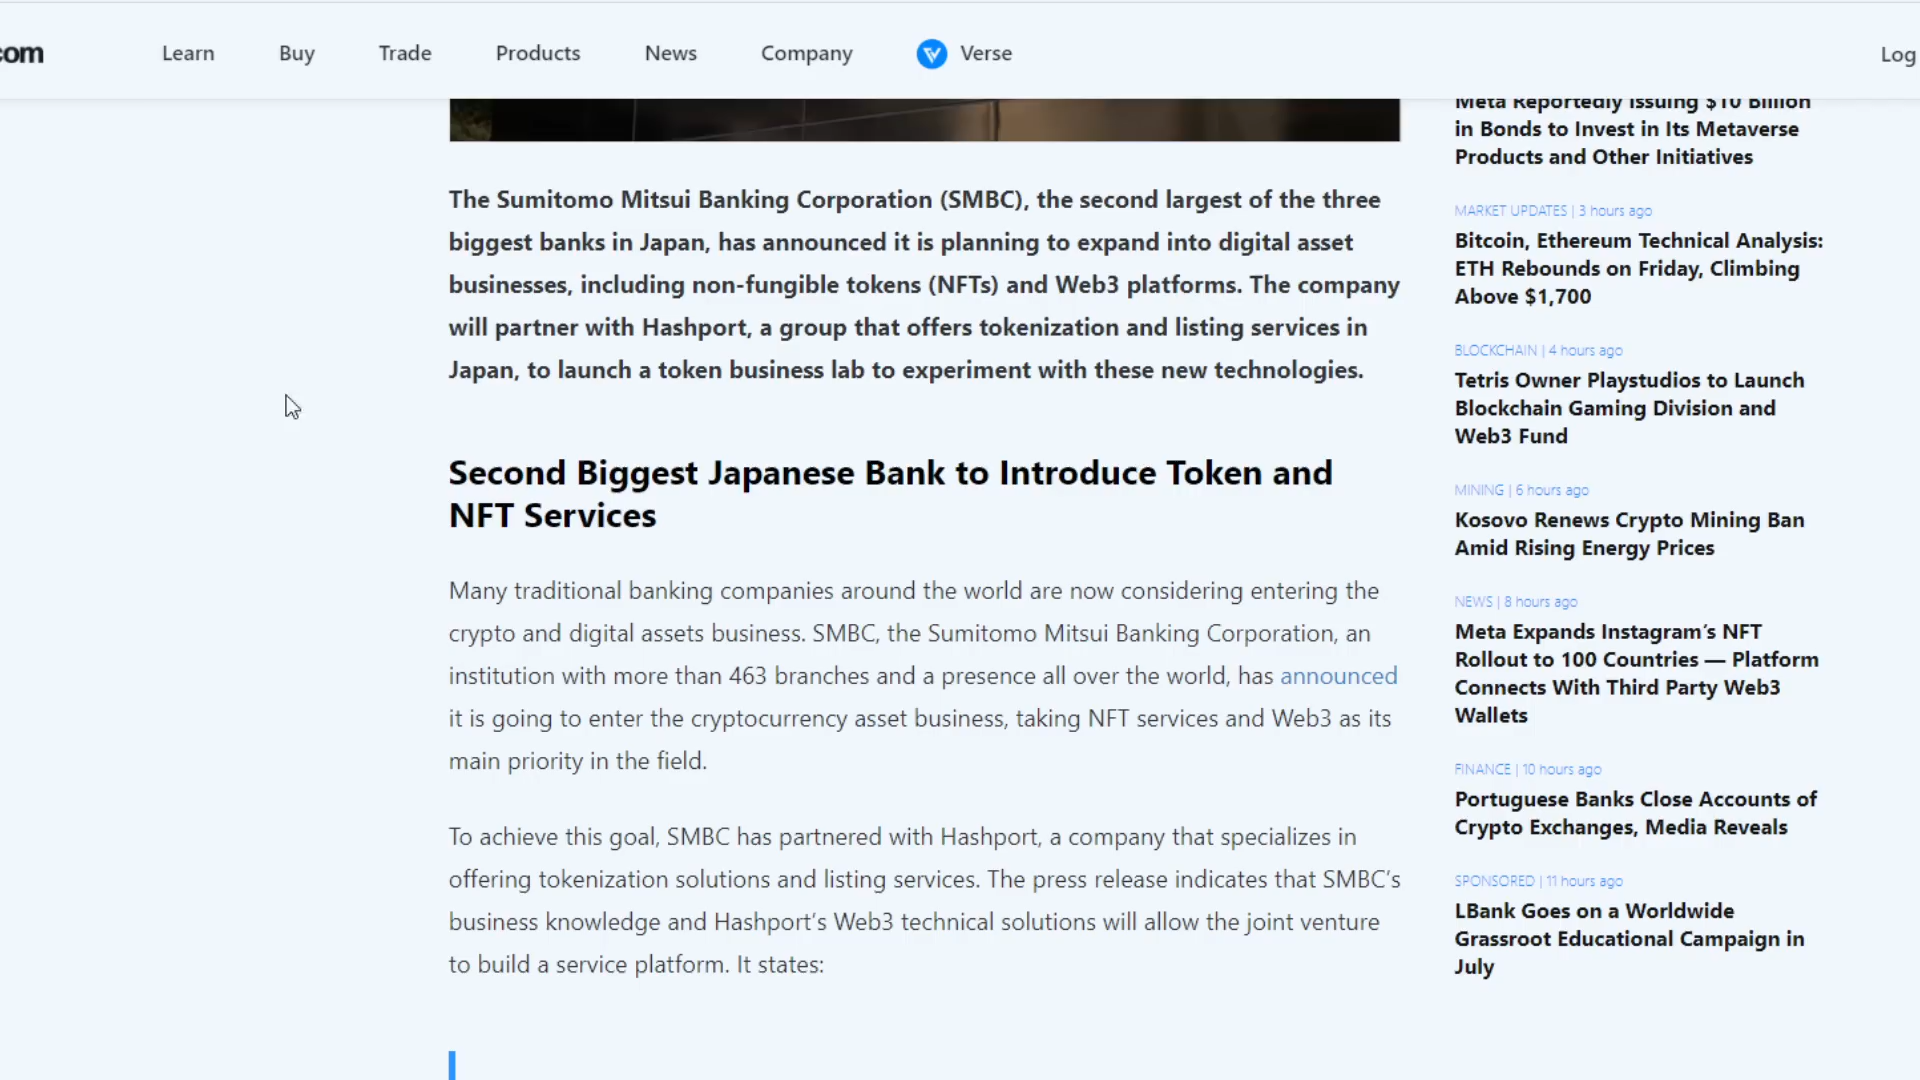 com
Learn
Buy
Trade
Products
News
Company
Verse
Log
The Sumitomo Mitsui Banking Corporation (SMBC), the second largest of the three
biggest banks in Japan, has announced it is planning to expand into digital asset
businesses, including non-fungible tokens (NFTs) and Web3 platforms. The company
will partner with Hashport, a group that offers tokenization and listing services in
Japan, to launch a token business lab to experiment with these new technologies.
Second Biggest Japanese Bank to Introduce Token and
NFT Services
Many traditional banking companies around the world are now considering entering the
crypto and digital assets business. SMBC, the Sumitomo Mitsui Banking Corporation, an
institution with more than 463 branches and a presence all over the world, has announced
it is going to enter the cryptocurrency asset business, taking NFT services and Web3 as its
main priority in the field.
To achieve this goal, SMBC has partnered with Hashport, a company that specializes in
offering tokenization solutions and listing services. The press release indicates that SMBC’s
business knowledge and Hashport’s Web3 technical solutions will allow the joint venture
to build a service platform. It states:
Meta Reportedly Issuing $10 Billion
in Bonds to Invest in Its Metaverse
Products and Other Initiatives
MARKET UPDATES | 3 hours ago
Bitcoin, Ethereum Technical Analysis:
ETH Rebounds on Friday, Climbing
Above $1,700
BLOCKCHAIN | 4 hours ago
Tetris Owner Playstudios to Launch
Blockchain Gaming Division and
Web3 Fund
MINING | 6 hours ago
Kosovo Renews Crypto Mining Ban
Amid Rising Energy Prices
NEWS | 8 hours ago
Meta Expands Instagram’s NFT
Rollout to 100 Countries — Platform
Connects With Third Party Web3
Wallets
FINANCE | 10 hours ago
Portuguese Banks Close Accounts of
Crypto Exchanges, Media Reveals
SPONSORED | 11 hours ago
LBank Goes on a Worldwide
Grassroot Educational Campaign in
July